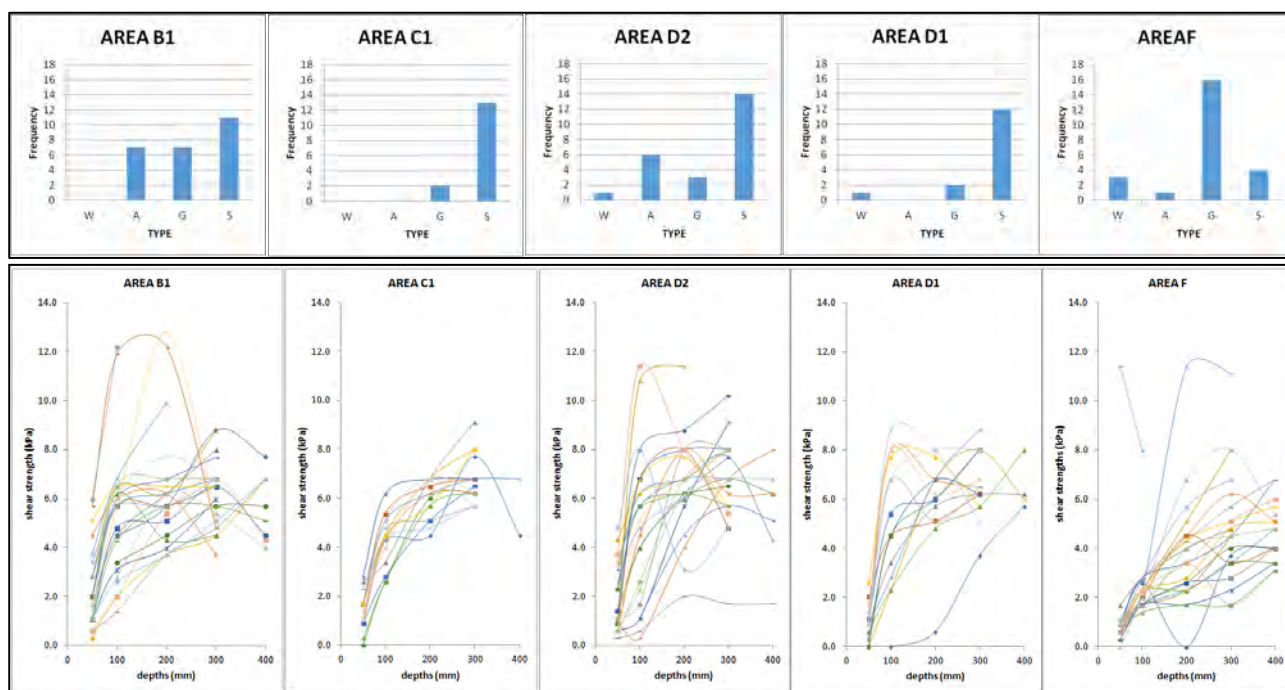 AREA B1
18
16
14
12
10
8
6
4
2
0
Frequency
W A G S
TYPE
AREA C1
18
16
14
12
10
8
6
4
2
0
Frequency
W A G S
TYPE
AREA D2
18
16
14
12
10
8
6
4
2
0
Frequency
W A G S
TYPE
AREA D1
18
16
14
12
10
8
6
4
2
0
Frequency
W A G S
TYPE
AREAF
18
16
14
12
10
8
6
4
2
0
Frequency
W A G S
TYPE
AREA B1
14.0
12.0
10.0
8.0
6.0
4.0
2.0
0.0
shear strength (kPa)
0 100 200 300 400
depths (mm)
AREA C1
14.0
12.0
10.0
8.0
6.0
4.0
2.0
0.0
shear strength (kPa)
0 100 200 300 400
depths (mm)
AREA D2
14.0
12.0
10.0
8.0
6.0
4.0
2.0
0.0
shear strength (kPa)
0 100 200 300 400
depths (mm)
AREA D1
14.0
12.0
10.0
8.0
6.0
4.0
2.0
0.0
shear strength (kPa)
0 100 200 300 400
depths (mm)
AREA F
14.0
12.0
10.0
8.0
6.0
4.0
2.0
0.0
shear strengths (kPa)
0 100 200 300 400
depths (mm)